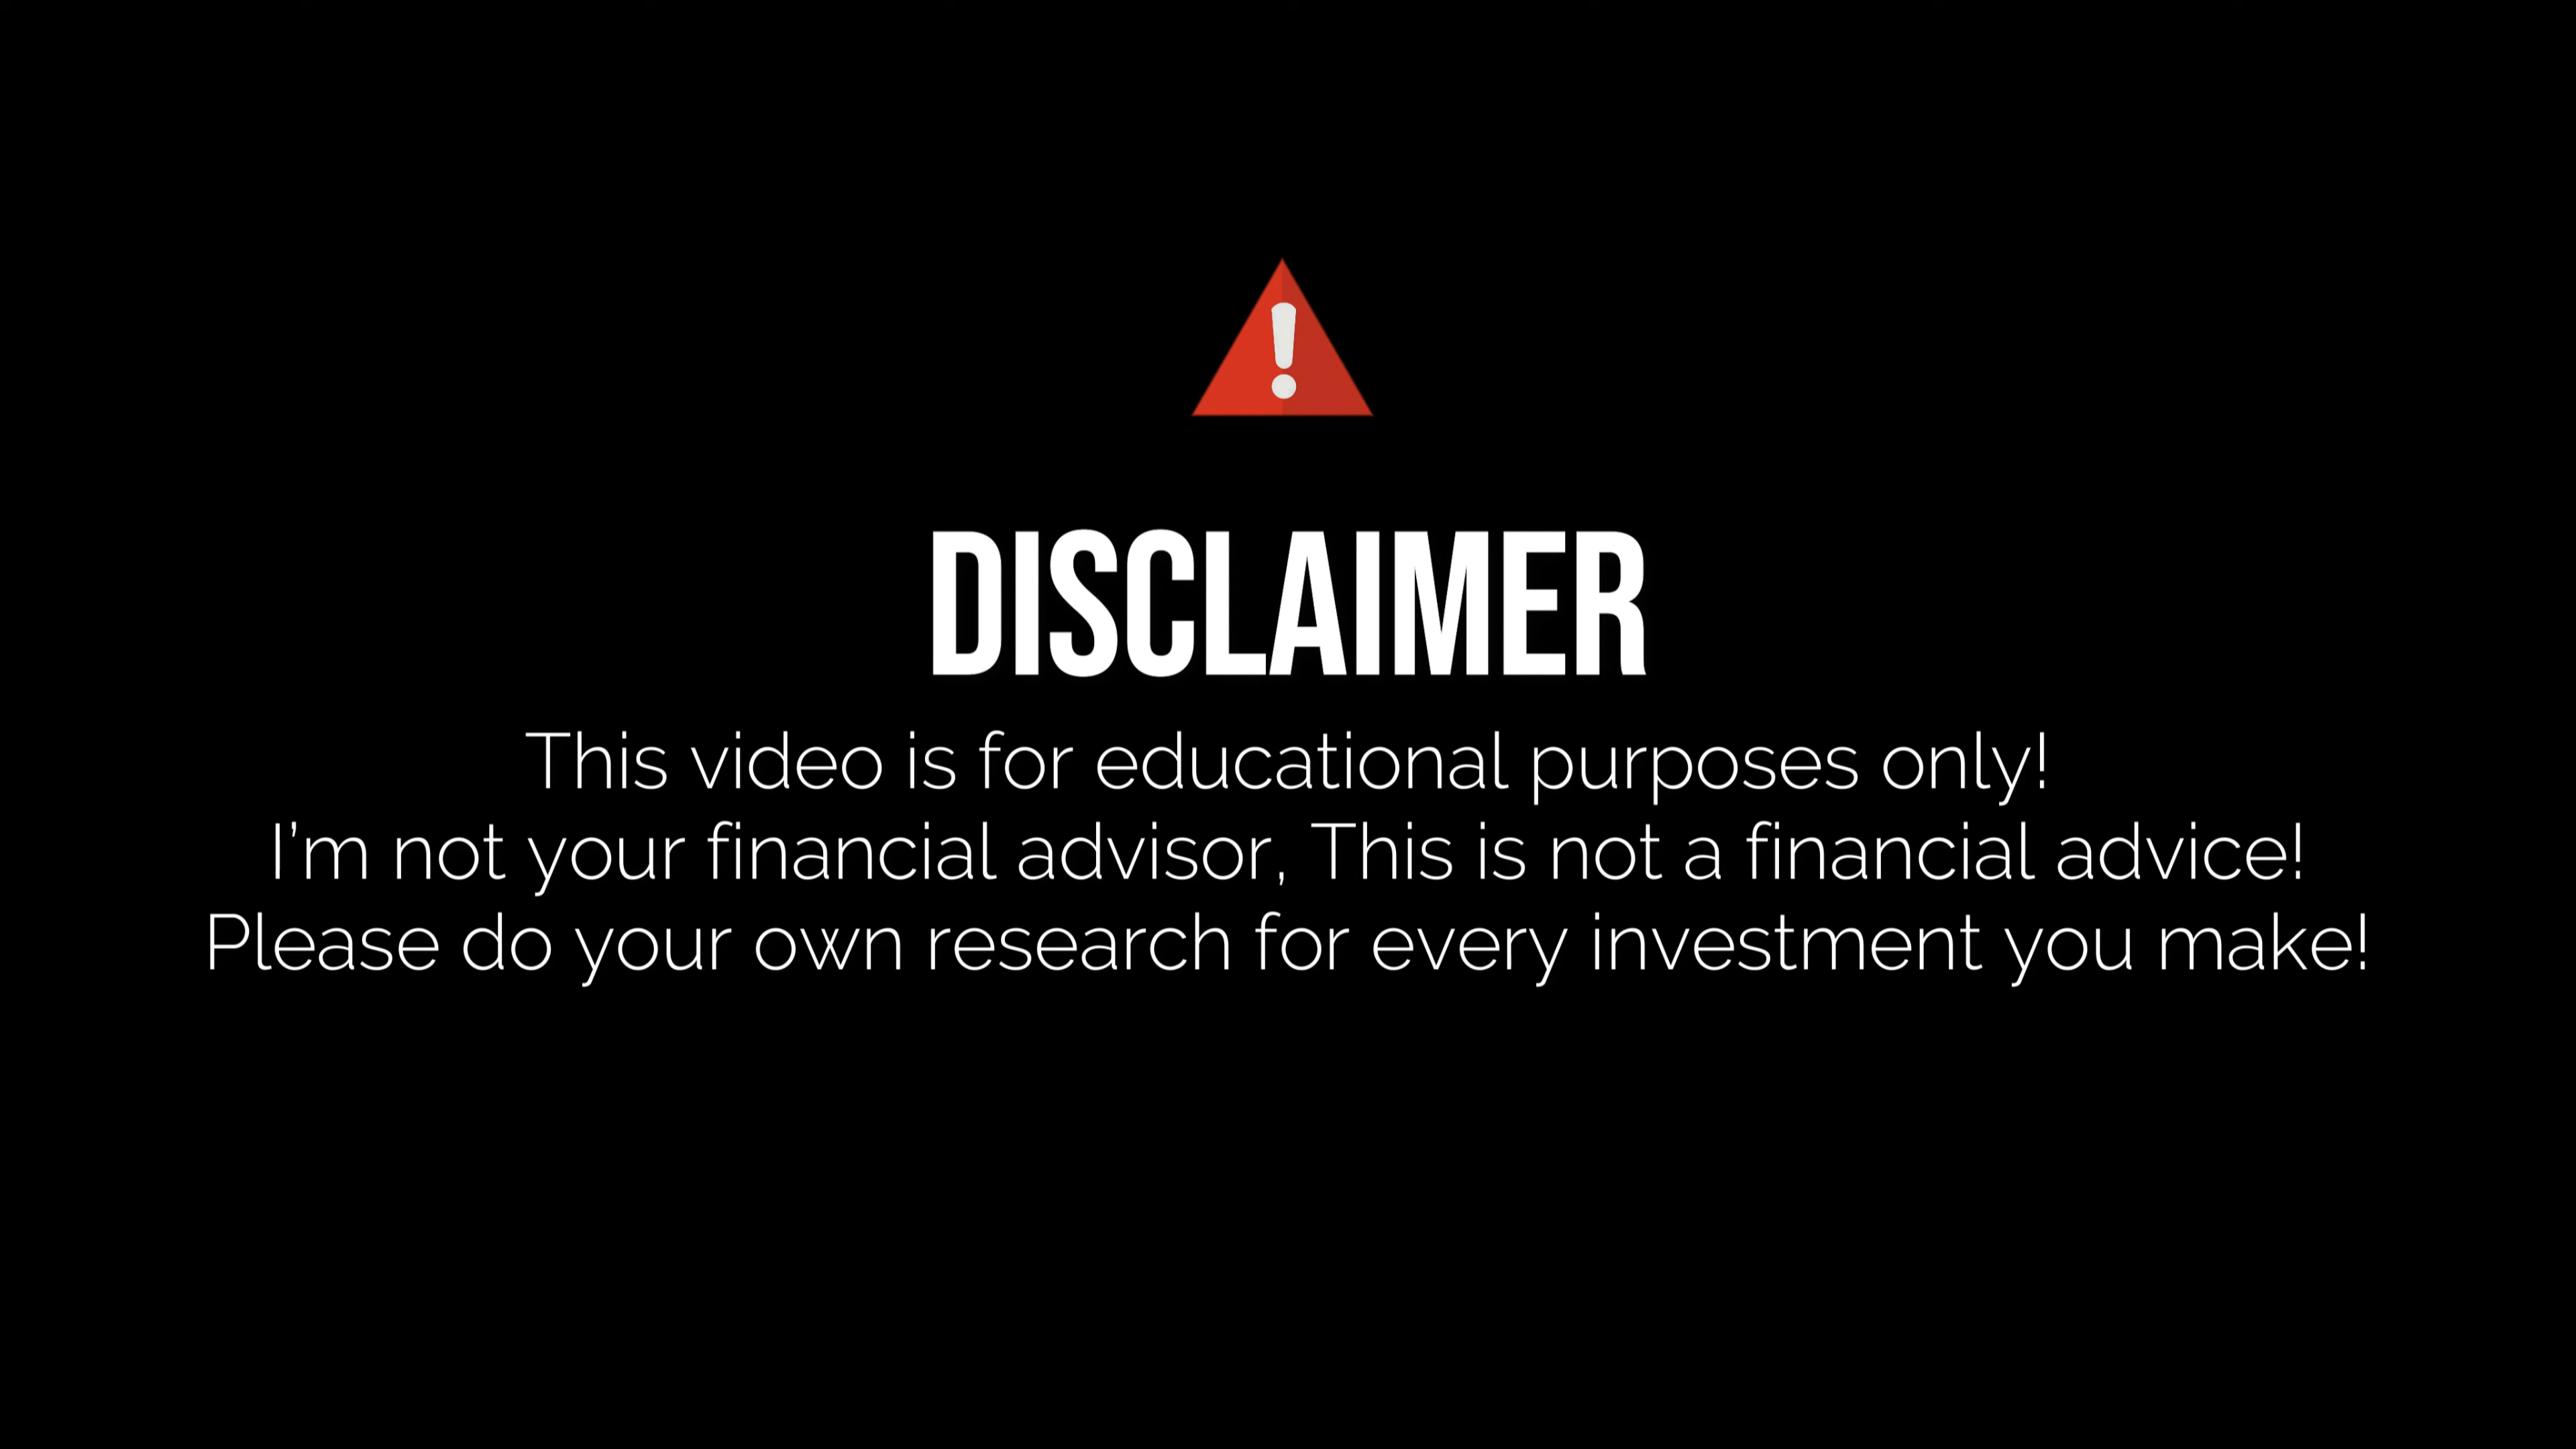 DISCLAIMER
This video is for educational purposes only!
I’m not your financial advisor, This is not a financial advice!
Please do your own research for every investment you make!